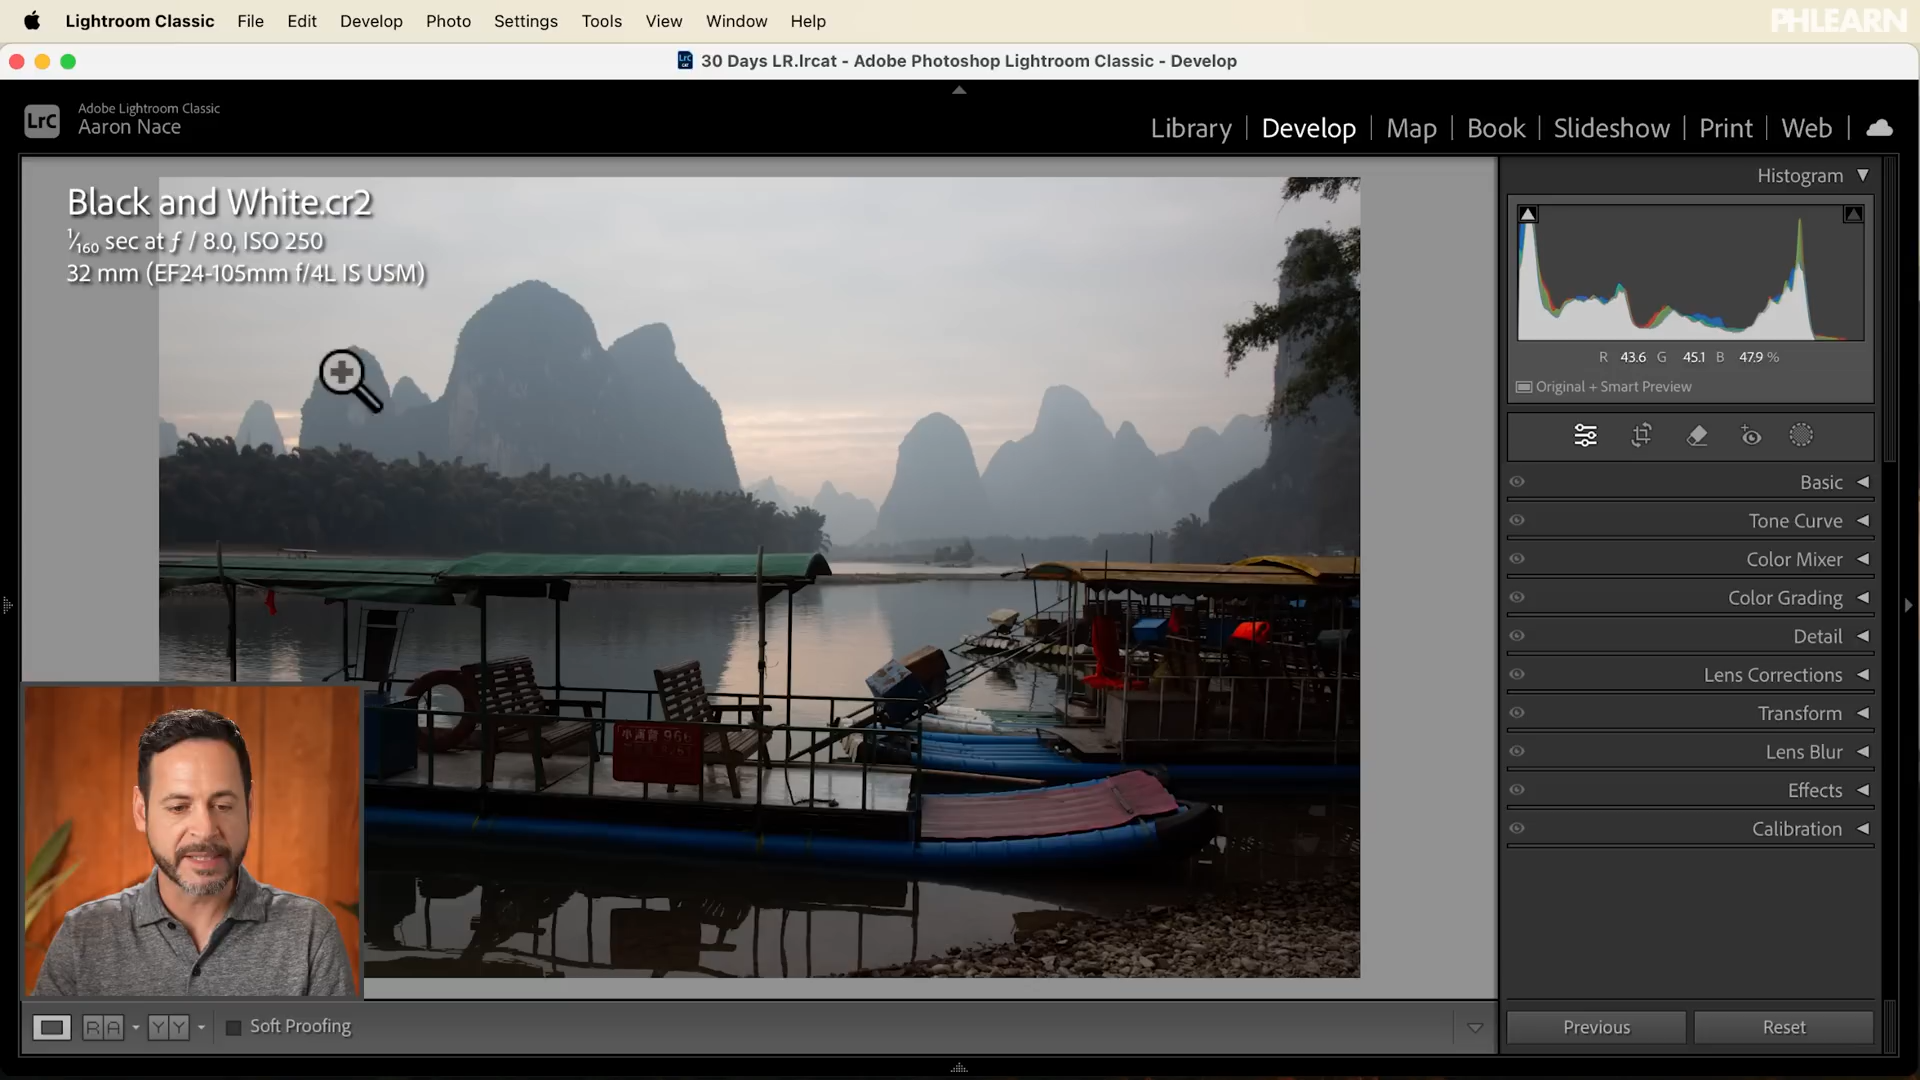 Lightroom Classic File Edit Develop Photo Settings Tools View Window Help
PHLEARN
30 Days LR.lrcat - Adobe Photoshop Lightroom Classic - Develop
LrC
Adobe Lightroom Classic
Aaron Nace
Library | Develop | Map | Book | Slideshow | Print | Web |
Black and White.cr2
1/160 sec at ƒ / 8.0, ISO 250
32 mm (EF24-105mm f/4L IS USM)
Histogram
R 43.6 G 45.1 B 47.9 %
Original + Smart Preview
Basic
Tone Curve
Color Mixer
Color Grading
Detail
Lens Corrections
Transform
Lens Blur
Effects
Calibration
R A Y Y Soft Proofing
Previous Reset